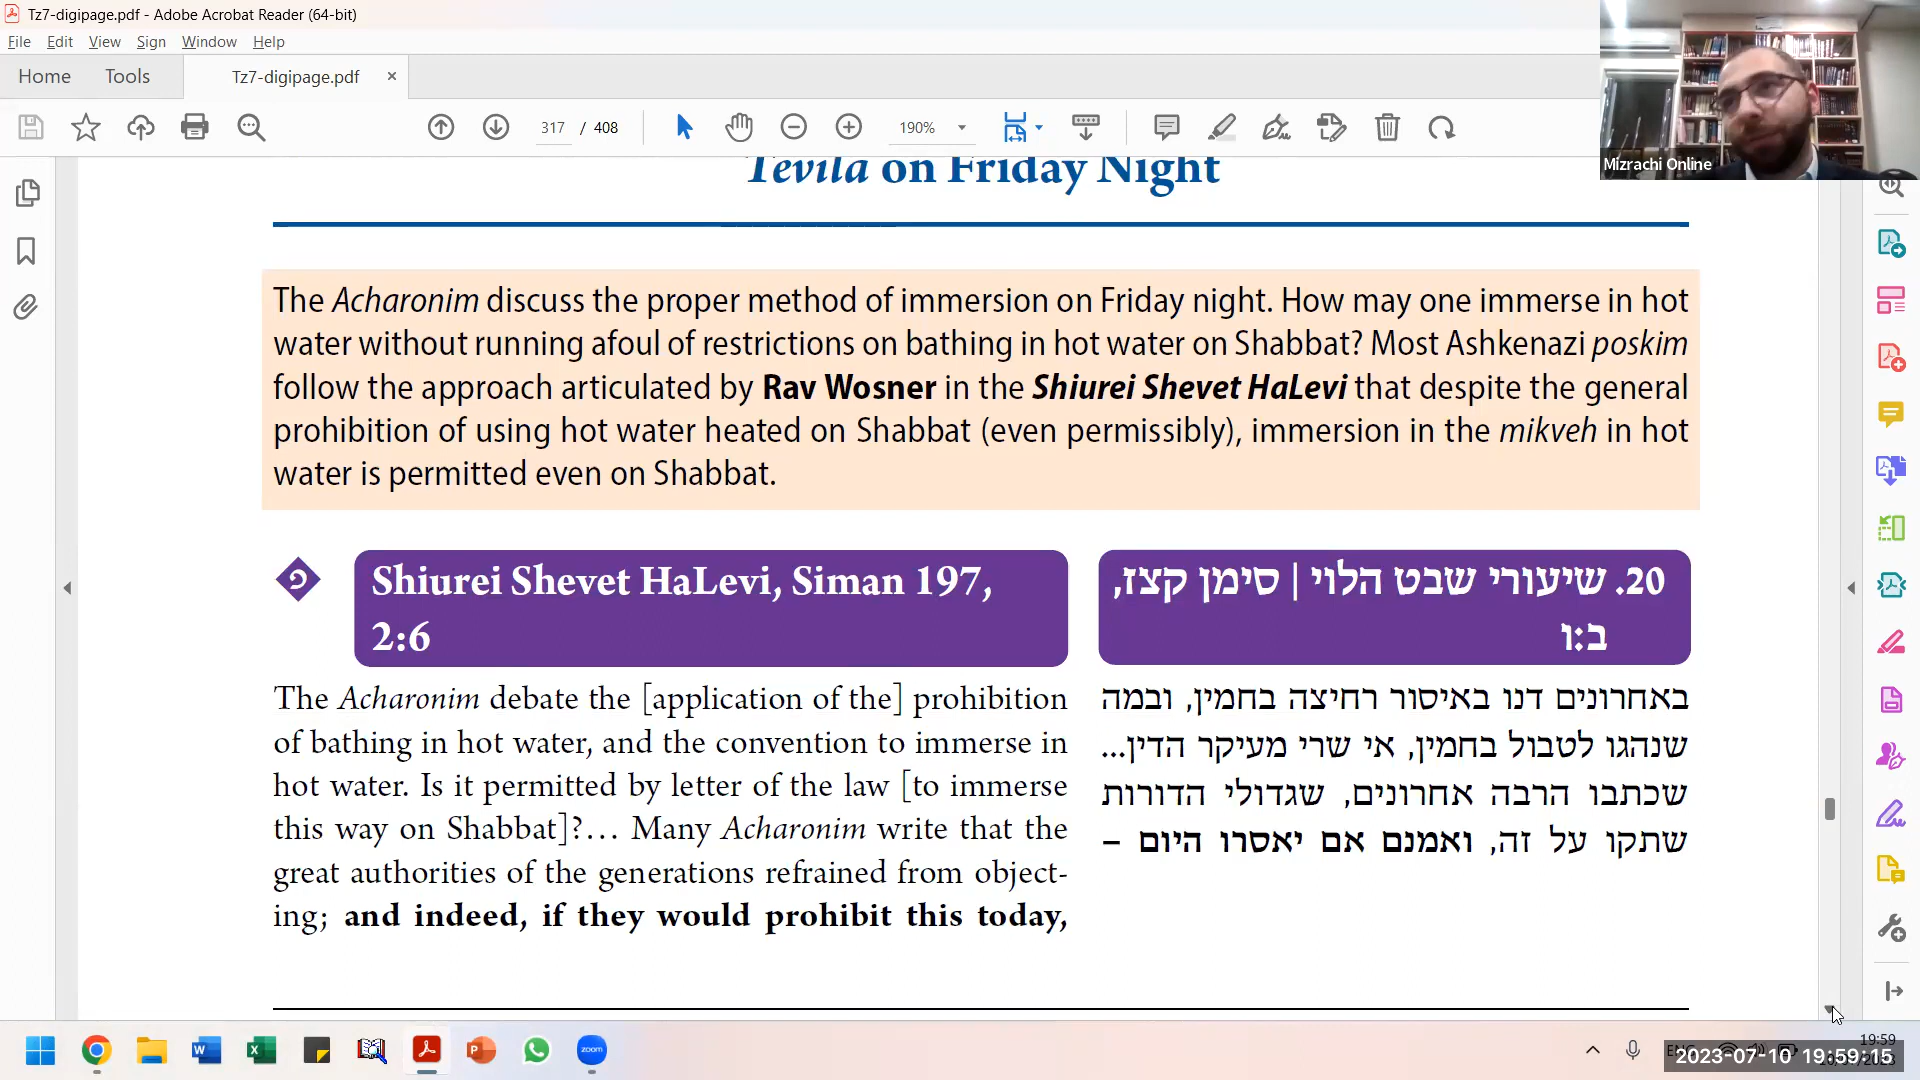 Tz7-digipage.pdf - Adobe Acrobat Reader (64-bit)
File Edit View Sign Window Help
Home Tools Tz7-digipage.pdf ×
317 / 408 190%
Mizrachi Online
Tevila on Friday Night
The Acharonim discuss the proper method of immersion on Friday night. How may one immerse in hot
water without running afoul of restrictions on bathing in hot water on Shabbat? Most Ashkenazi poskim
follow the approach articulated by Rav Wosner in the Shiurei Shevet HaLevi that despite the general
prohibition of using hot water heated on Shabbat (even permissibly), immersion in the mikveh in hot
water is permitted even on Shabbat.
Shiurei Shevet HaLevi, Siman 197,
2:6
The Acharonim debate the [application of the] prohibition
of bathing in hot water, and the convention to immerse in
hot water. Is it permitted by letter of the law [to immerse
this way on Shabbat]?… Many Acharonim write that the
great authorities of the generations refrained from object-
ing; and indeed, if they would prohibit this today,
20. שיעורי שבט הלוי | סימן קצז,
ב:ו
באחרונים דנו באיסור רחיצה בחמין, ובמה
שנהגו לטבול בחמין, אי שרי מעיקר הדין...
שכתבו הרבה אחרונים, שגדולי הדורות
שתקו על זה, ואמנם אם יאסרו היום –
zoom
19:59
2023-07-10 19:59:15